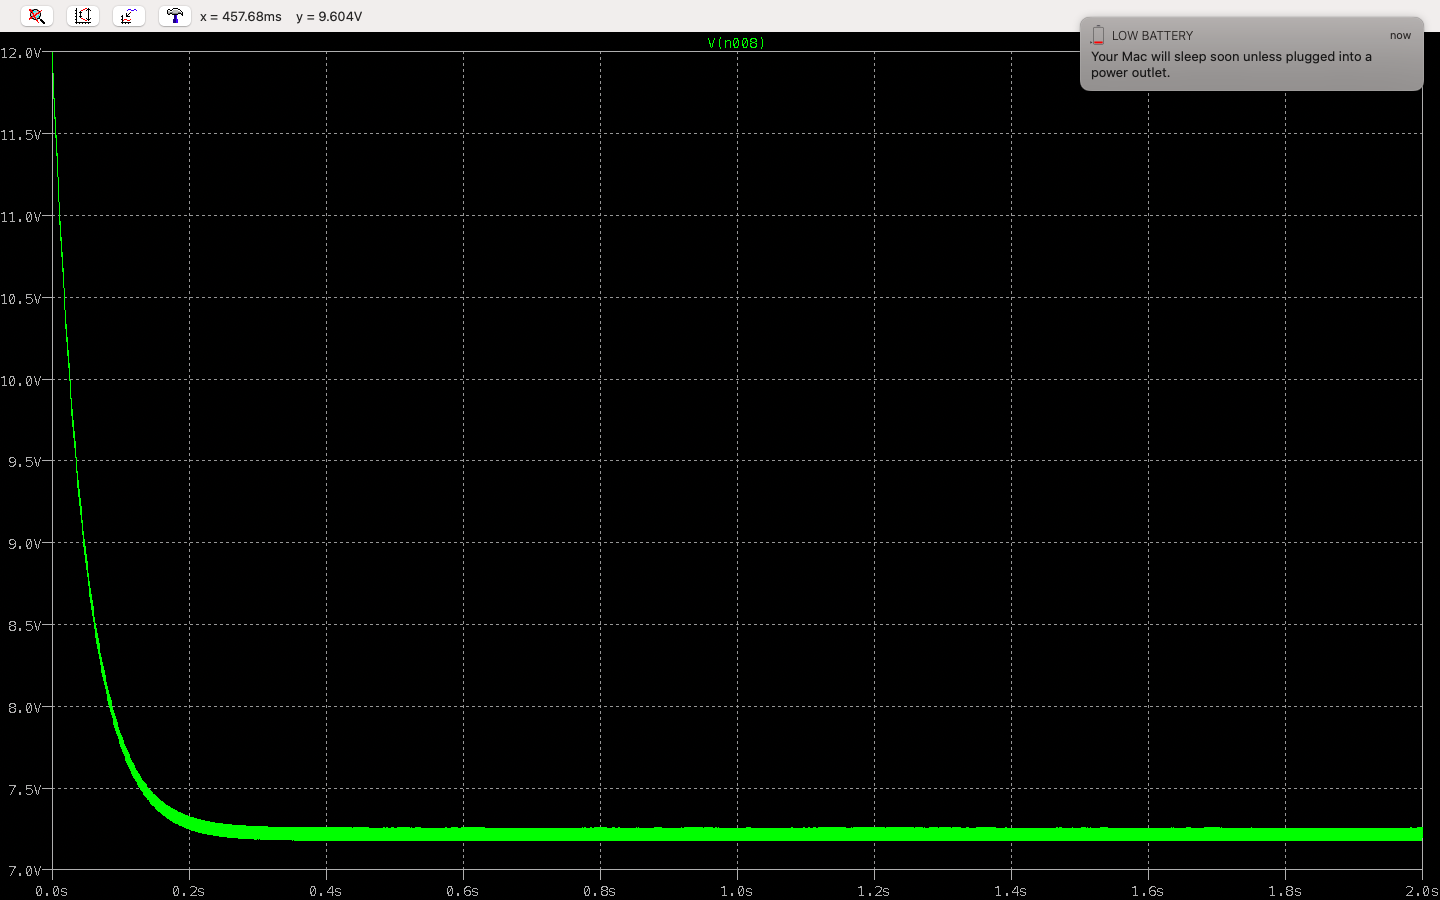 x = 457.68ms y = 9.604V
LOW BATTERY now
Your Mac will sleep soon unless plugged into a
power outlet.
V(n008)
12.0V
11.5V
11.0V
10.5V
10.0V
9.5V
9.0V
8.5V
8.0V
7.5V
7.0V
0.0s 0.2s 0.4s 0.6s 0.8s 1.0s 1.2s 1.4s 1.6s 1.8s 2.0s